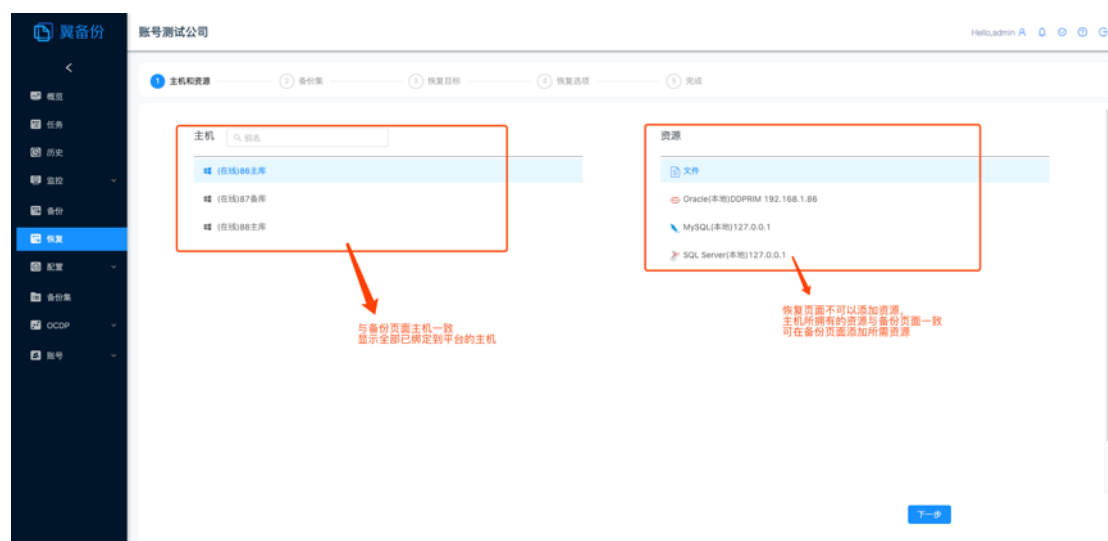 翼备份
账号测试公司
Hello,admin
概览
任务
历史
监控
备份
恢复
配置
备份集
OCDP
账号
1 主机和资源
2 备份集
3 恢复目标
4 恢复选项
5 完成
主机
别名
(在线)86主库
(在线)87备库
(在线)88主库
与备份页面主机一致
显示全部已绑定到平台的主机
资源
文件
Oracle(本地)DDPRIM 192.168.1.86
MySQL(本地)127.0.0.1
SQL Server(本地)127.0.0.1
恢复页面不可以添加资源,
主机所拥有的资源与备份页面一致
可在备份页面添加所需资源
下一步